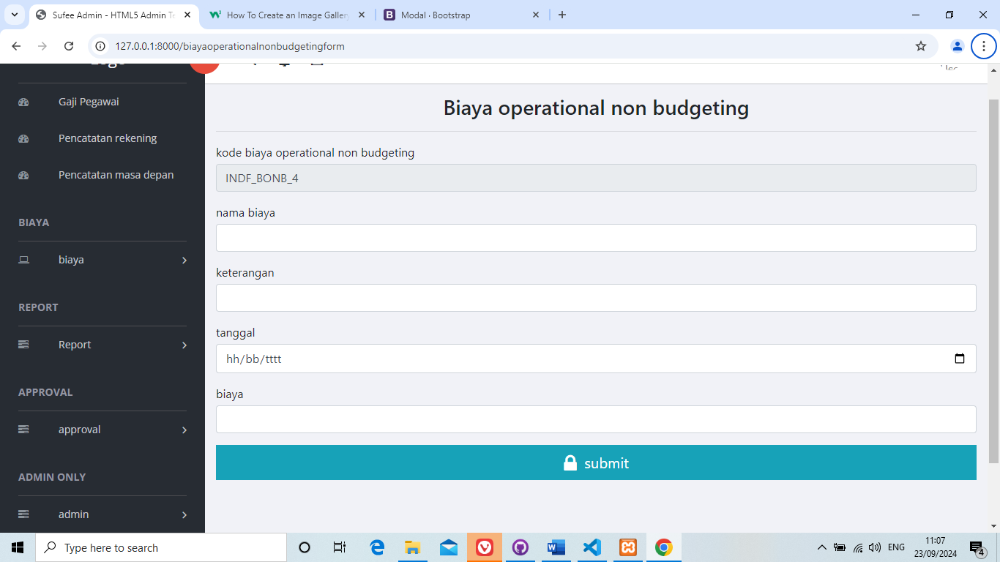 Sufee Admin - HTML5 Admin Te
How To Create an Image Gallery
Modal · Bootstrap
127.0.0.1:8000/biayaoperationalnonbudgetingform
Logo
Gaji Pegawai
Pencatatan rekening
Pencatatan masa depan
BIAYA
biaya
REPORT
Report
APPROVAL
approval
ADMIN ONLY
admin
Biaya operational non budgeting
kode biaya operational non budgeting
INDF_BONB_4
nama biaya
keterangan
tanggal
hh/bb/tttt
biaya
submit
Type here to search
ENG
11:07
23/09/2024
4